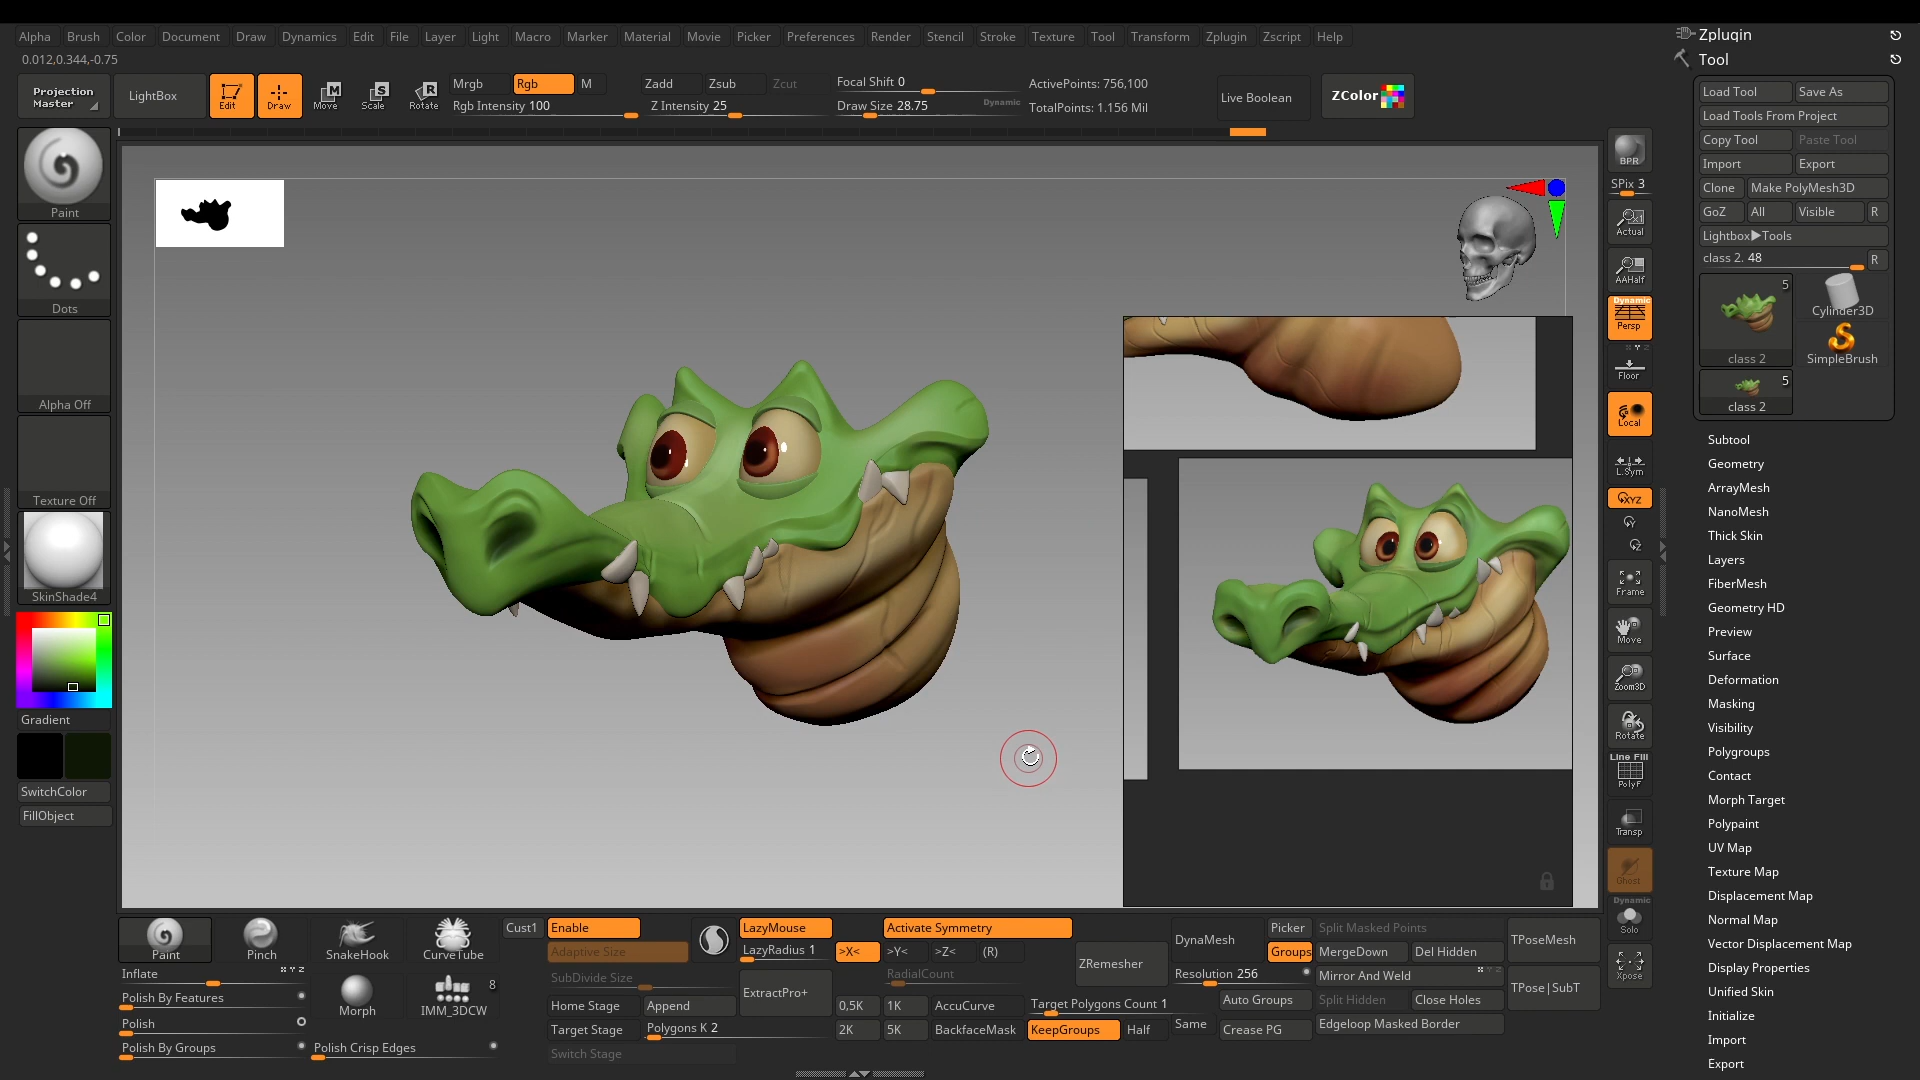 Alpha Brush Color Document Draw Dynamics Edit File Layer Light Macro Marker Material Movie Picker Preferences Render Stencil Stroke Texture Tool Transform Zplugin Zscript Help
0.012,0.344,-0.75
Projection Master
LightBox
Edit
Draw
Move
Scale
Rotate
Mrgb Rgb M
Rgb Intensity 100
Zadd Zsub Zcut
Z Intensity 25
Focal Shift 0
Draw Size 28.75
Dynamic
ActivePoints: 756,100
TotalPoints: 1.156 Mil
Live Boolean
ZColor
Paint
Dots
Alpha Off
Texture Off
SkinShade4
Gradient
SwitchColor
FillObject
BPR
SPix 3
Actual
AAHalf
Dynamic
Persp
Floor
Local
L.Sym
XYZ
Y
Z
Frame
Move
Zoom3D
Rotate
Line Fill
PolyF
Transp
Ghost
Dynamic
Solo
Xpose
Zplugin
Tool
Load Tool Save As
Load Tools From Project
Copy Tool Paste Tool
Import Export
Clone Make PolyMesh3D
GoZ All Visible R
Lightbox▶Tools
class 2. 48 R
5
class 2
Cylinder3D
SimpleBrush
5
class 2
Subtool
Geometry
ArrayMesh
NanoMesh
Thick Skin
Layers
FiberMesh
Geometry HD
Preview
Surface
Deformation
Masking
Visibility
Polygroups
Contact
Morph Target
Polypaint
UV Map
Texture Map
Displacement Map
Normal Map
Vector Displacement Map
Display Properties
Unified Skin
Initialize
Import
Export
Paint
Pinch
SnakeHook
CurveTube
Inflate
Polish By Features
Polish
Polish By Groups
Morph
8
IMM_3DCW
Polish Crisp Edges
Cust1
Enable
Adaptive Size
SubDivide Size
Home Stage Append
Target Stage Polygons K 2
Switch Stage
LazyMouse
LazyRadius 1
ExtractPro+
Activate Symmetry
>X< >Y< >Z< (R)
RadialCount
0,5K 1K AccuCurve
2K 5K BackfaceMask
ZRemesher
Target Polygons Count 1
KeepGroups Half Same
DynaMesh
Resolution 256
Picker
Groups
Auto Groups
Crease PG
Split Masked Points
MergeDown Del Hidden
Mirror And Weld
Split Hidden Close Holes
Edgeloop Masked Border
TPoseMesh
TPose|SubT